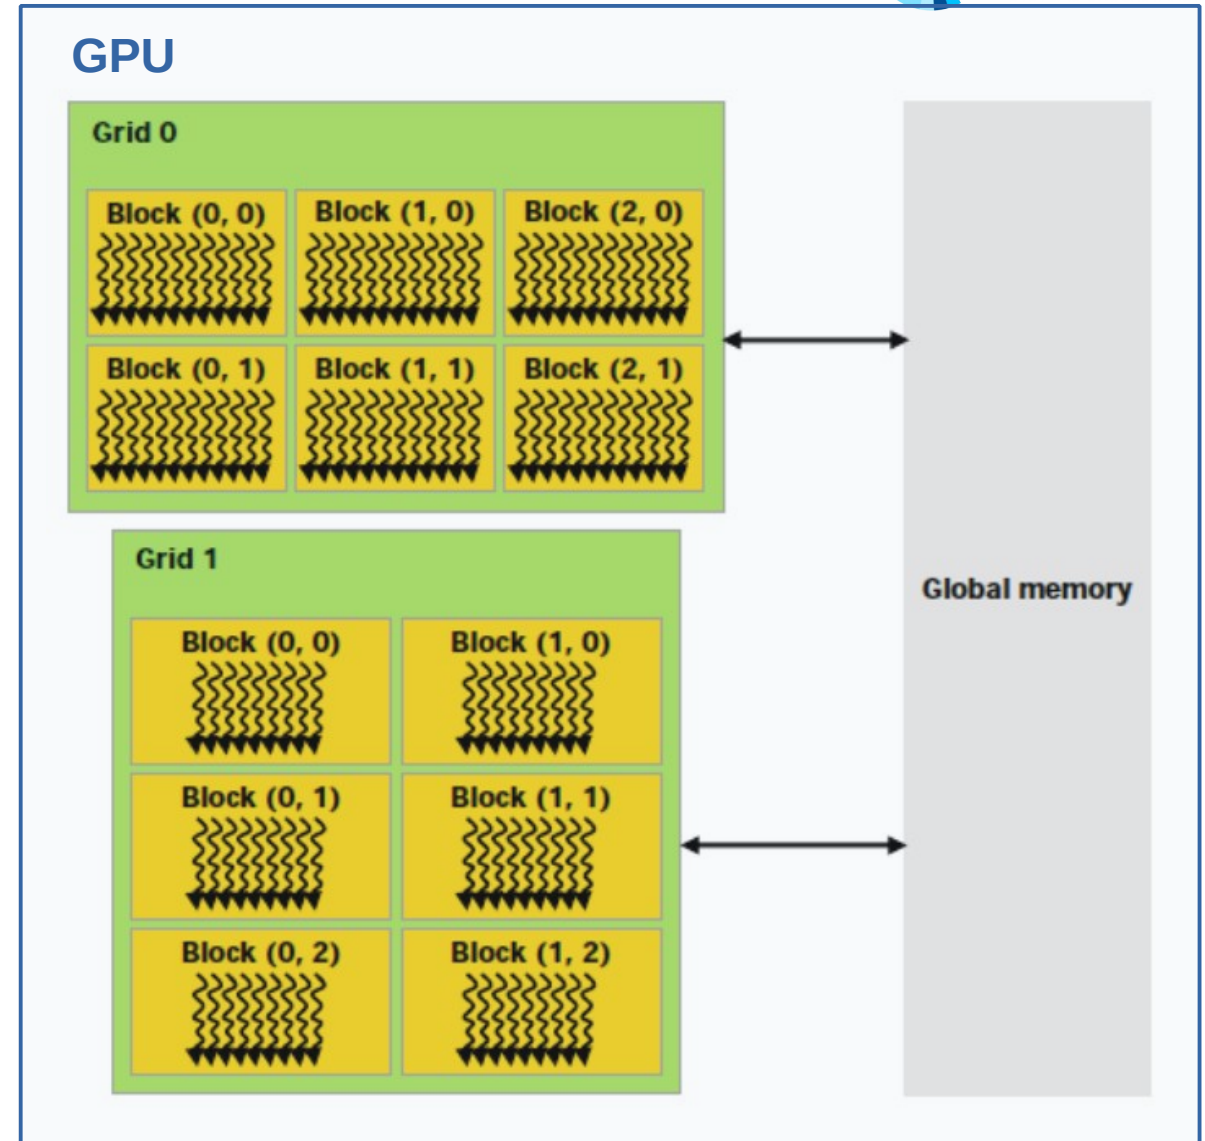 GPU
Grid 0
Block (0, 0) Block (1, 0) Block (2, 0)
Block (0, 1) Block (1, 1) Block (2, 1)
Grid 1
Block (0, 0) Block (1, 0)
Block (0, 1) Block (1, 1)
Block (0, 2) Block (1, 2)
Global memory